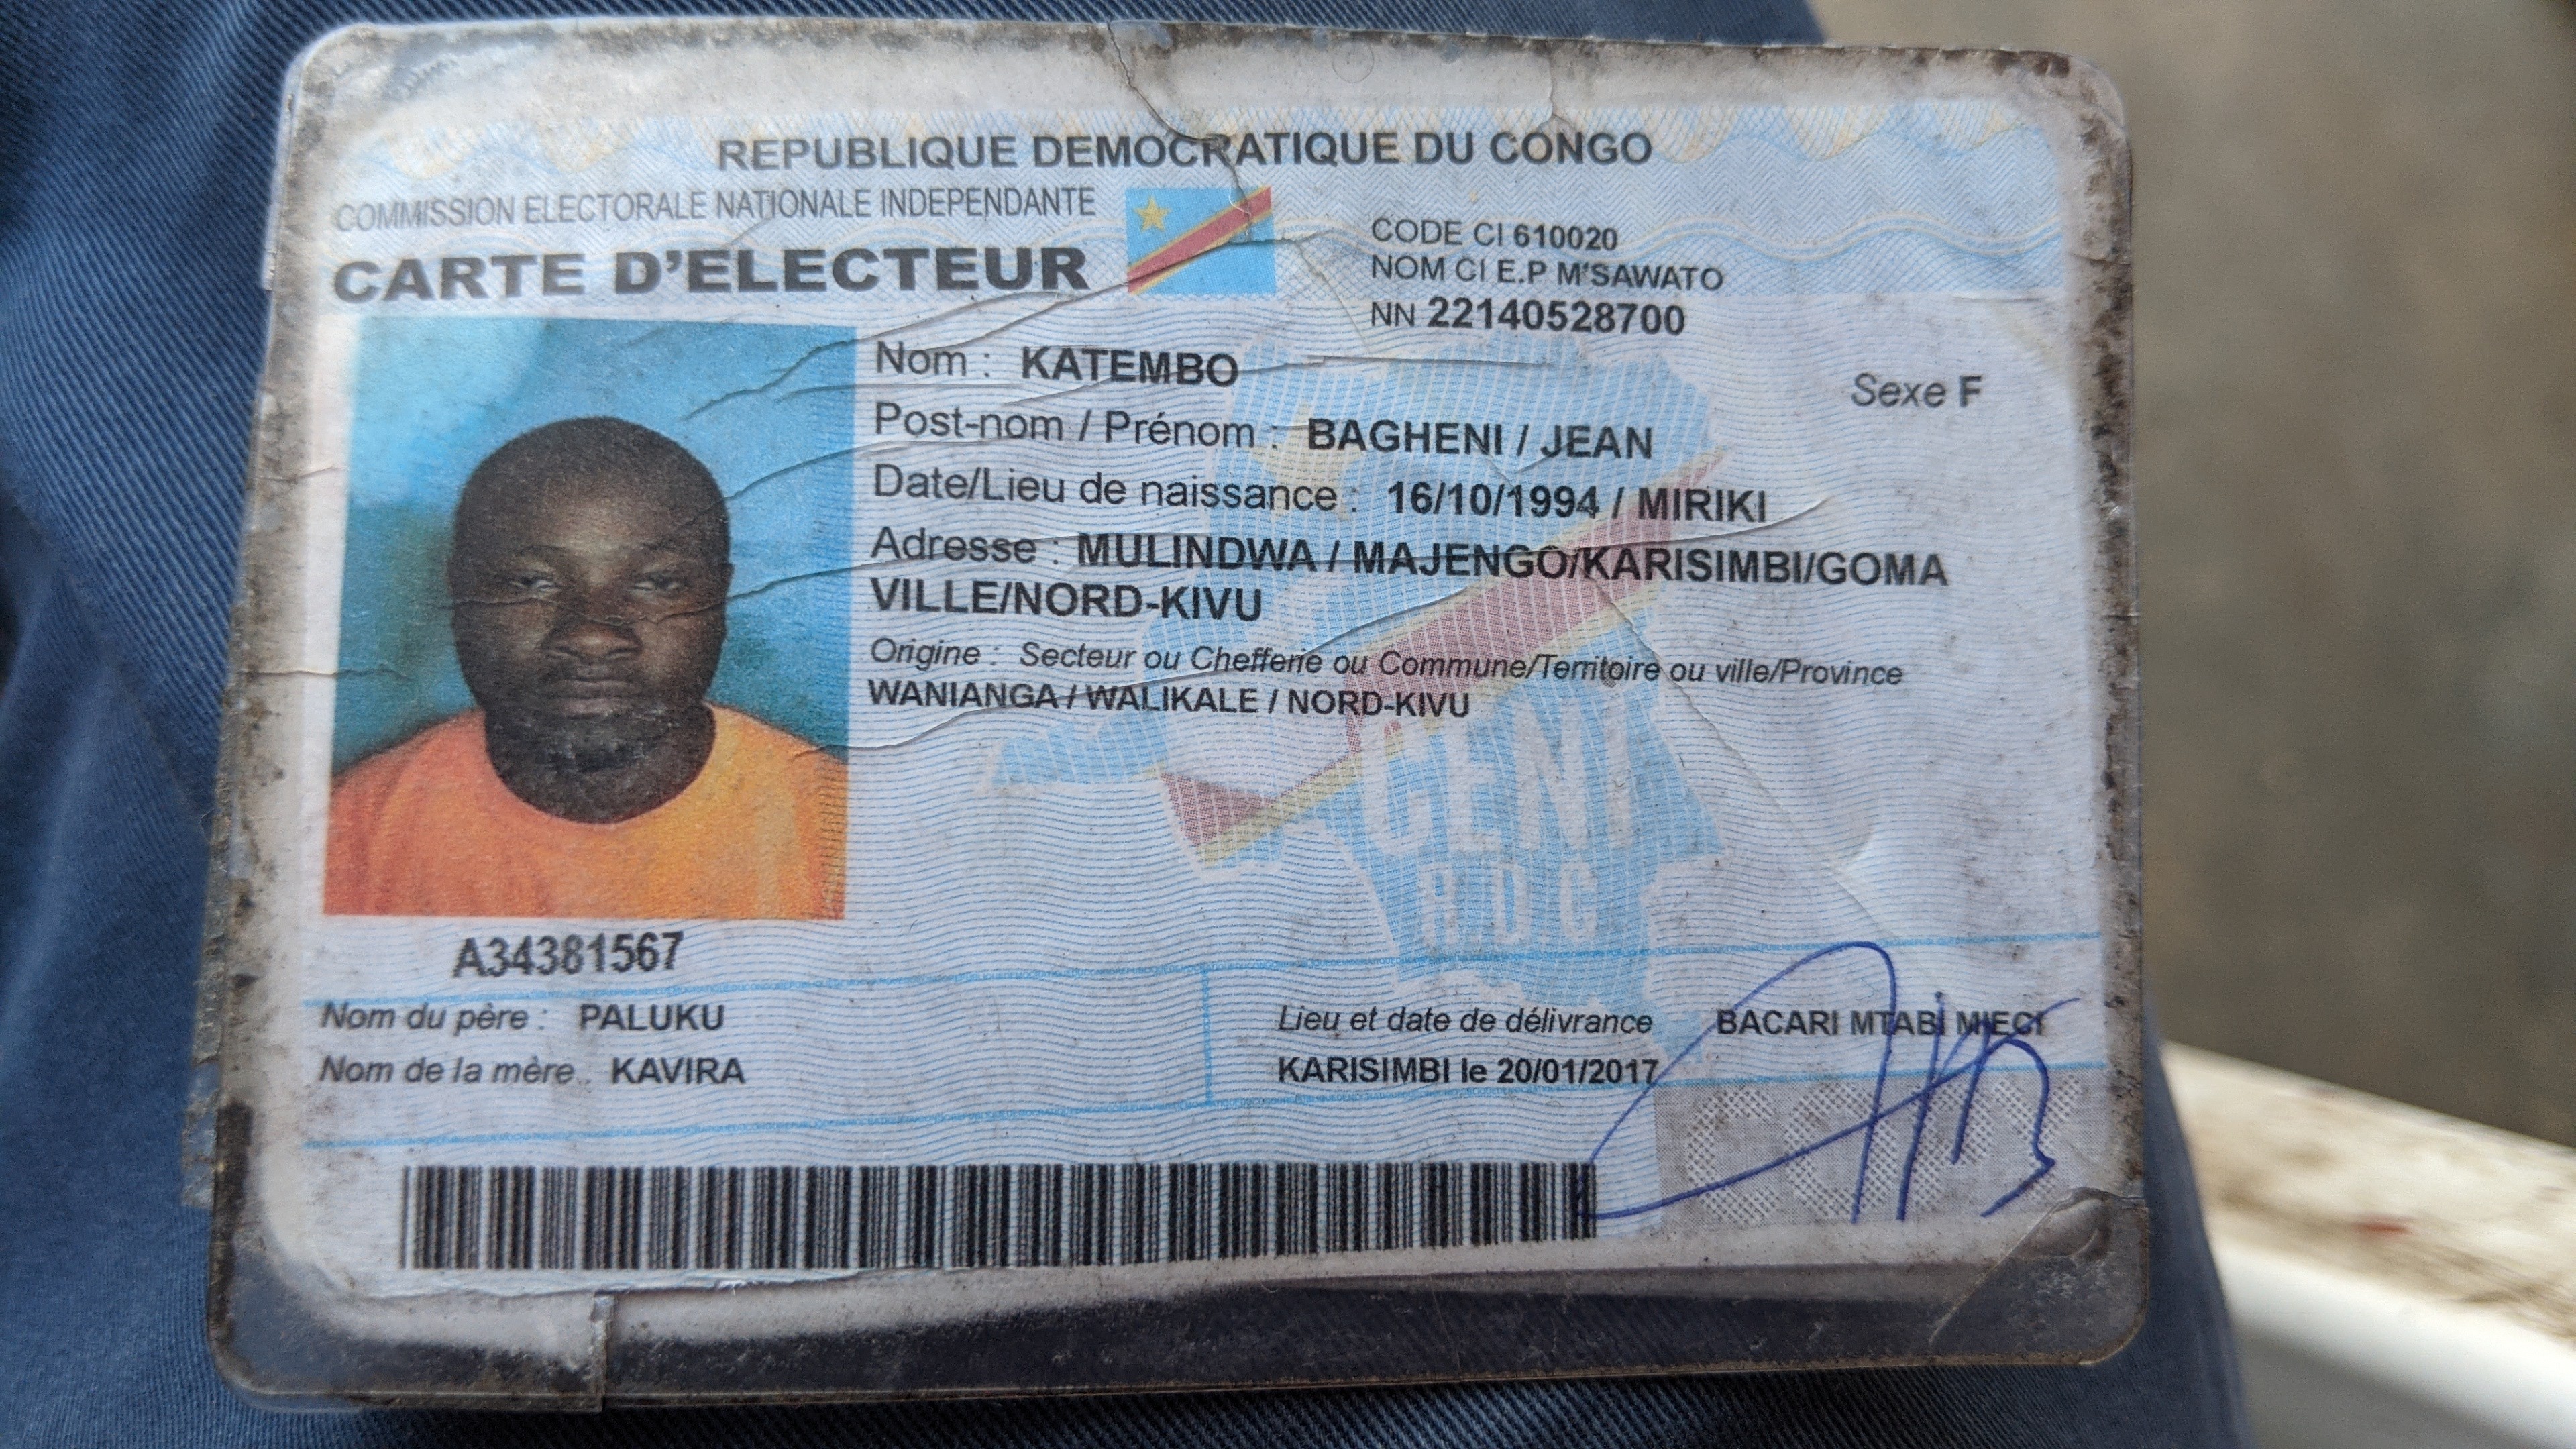 REPUBLIQUE DEMOCRATIQUE DU CONGO
COMMISSION ELECTORALE NATIONALE INDEPENDANTE
CARTE D'ELECTEUR
CODE CI 610020
NOM CI E.P M'SAWATO
NN 22140528700
Nom : KATEMBO
Sexe F
Post-nom / Prénom : BAGHENI / JEAN
Date/Lieu de naissance : 16/10/1994 / MIRIKI
Adresse : MULINDWA / MAJENGO/KARISIMBI/GOMA
VILLE/NORD-KIVU
Origine : Secteur ou Chefferie ou Commune/Territoire ou ville/Province
WANIANGA / WALIKALE / NORD-KIVU
CENI
RDC
A34381567
Nom du père : PALUKU
Nom de la mère : KAVIRA
Lieu et date de délivrance
KARISIMBI le 20/01/2017
BACARI MTABI MIECI